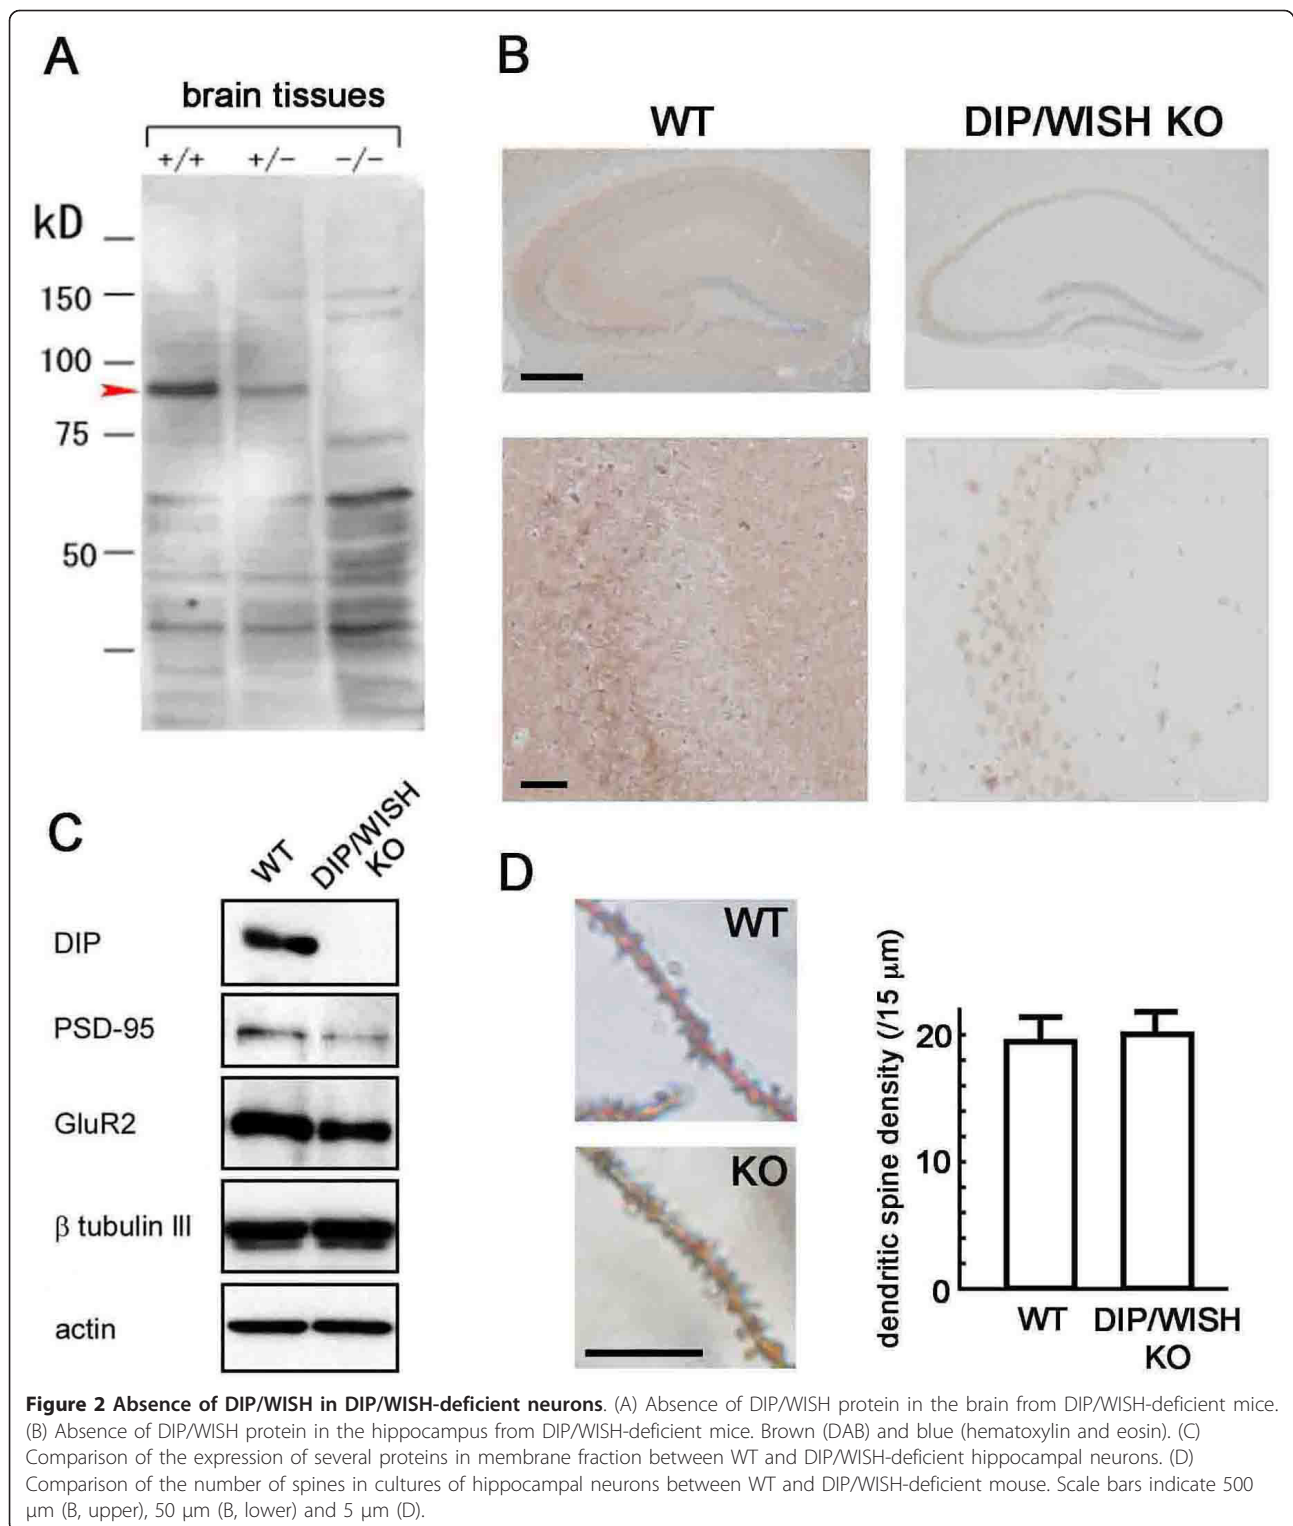 A
brain tissues
+/+ +/− −/−
kD
150
100
75
50
B
WT
DIP/WISH KO
C
WT
DIP/WISH
KO
DIP
PSD-95
GluR2
β tubulin III
actin
D
WT
KO
dendritic spine density (/15 μm)
20
10
0
WT DIP/WISH
KO
Figure 2 Absence of DIP/WISH in DIP/WISH-deficient neurons. (A) Absence of DIP/WISH protein in the brain from DIP/WISH-deficient mice.
(B) Absence of DIP/WISH protein in the hippocampus from DIP/WISH-deficient mice. Brown (DAB) and blue (hematoxylin and eosin). (C)
Comparison of the expression of several proteins in membrane fraction between WT and DIP/WISH-deficient hippocampal neurons. (D)
Comparison of the number of spines in cultures of hippocampal neurons between WT and DIP/WISH-deficient mouse. Scale bars indicate 500
μm (B, upper), 50 μm (B, lower) and 5 μm (D).